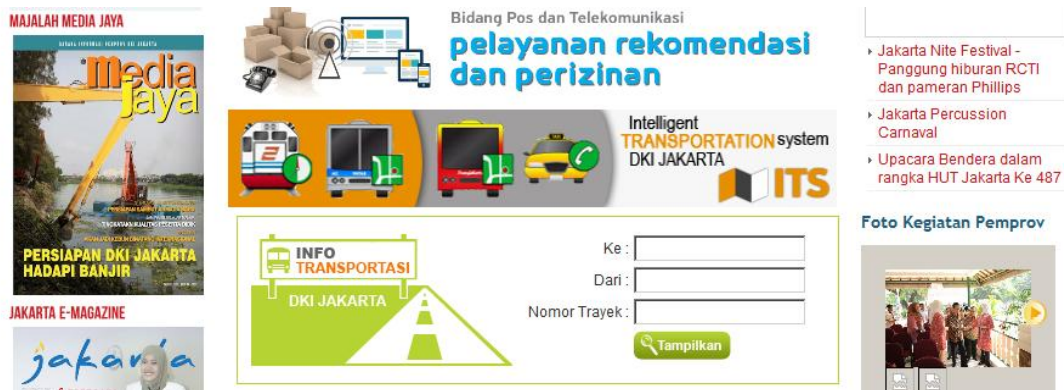 MAJALAH MEDIA JAYA
Media
Jaya
PERSIAPAN DKI JAKARTA
HADAPI BANJIR
JAKARTA E-MAGAZINE
jakarta
Bidang Pos dan Telekomunikasi
pelayanan rekomendasi
dan perizinan
Intelligent
TRANSPORTATION system
DKI JAKARTA
ITS
TAXI
INFO
TRANSPORTASI
DKI JAKARTA
Ke :
Dari :
Nomor Trayek :
Tampilkan
Jakarta Nite Festival -
Panggung hiburan RCTI
dan pameran Phillips
Jakarta Percussion
Carnaval
Upacara Bendera dalam
rangka HUT Jakarta Ke 487
Foto Kegiatan Pemprov